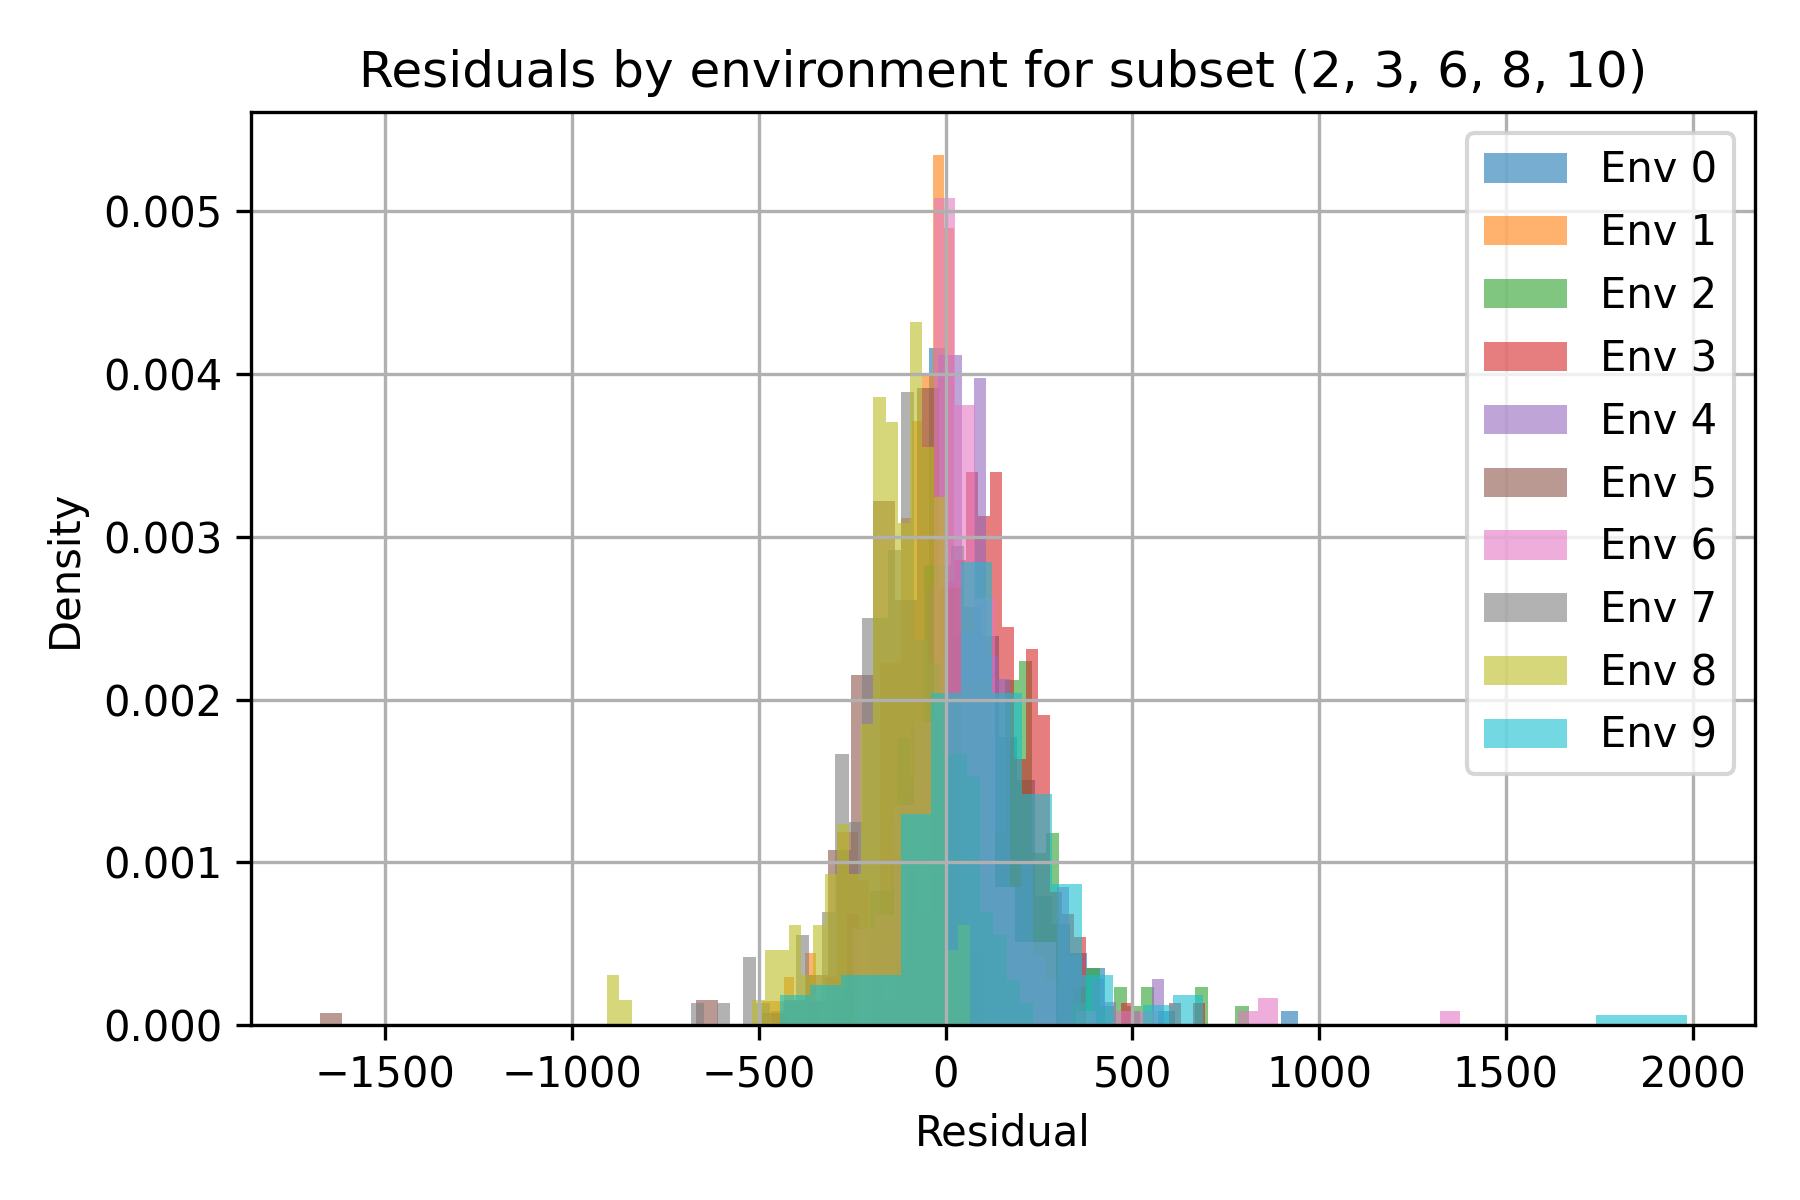 Residuals by environment for subset (2, 3, 6, 8, 10)
Density
0.005
0.004
0.003
0.002
0.001
0.000
−1500
−1000
−500
0
500
1000
1500
2000
Residual
Env 0
Env 1
Env 2
Env 3
Env 4
Env 5
Env 6
Env 7
Env 8
Env 9